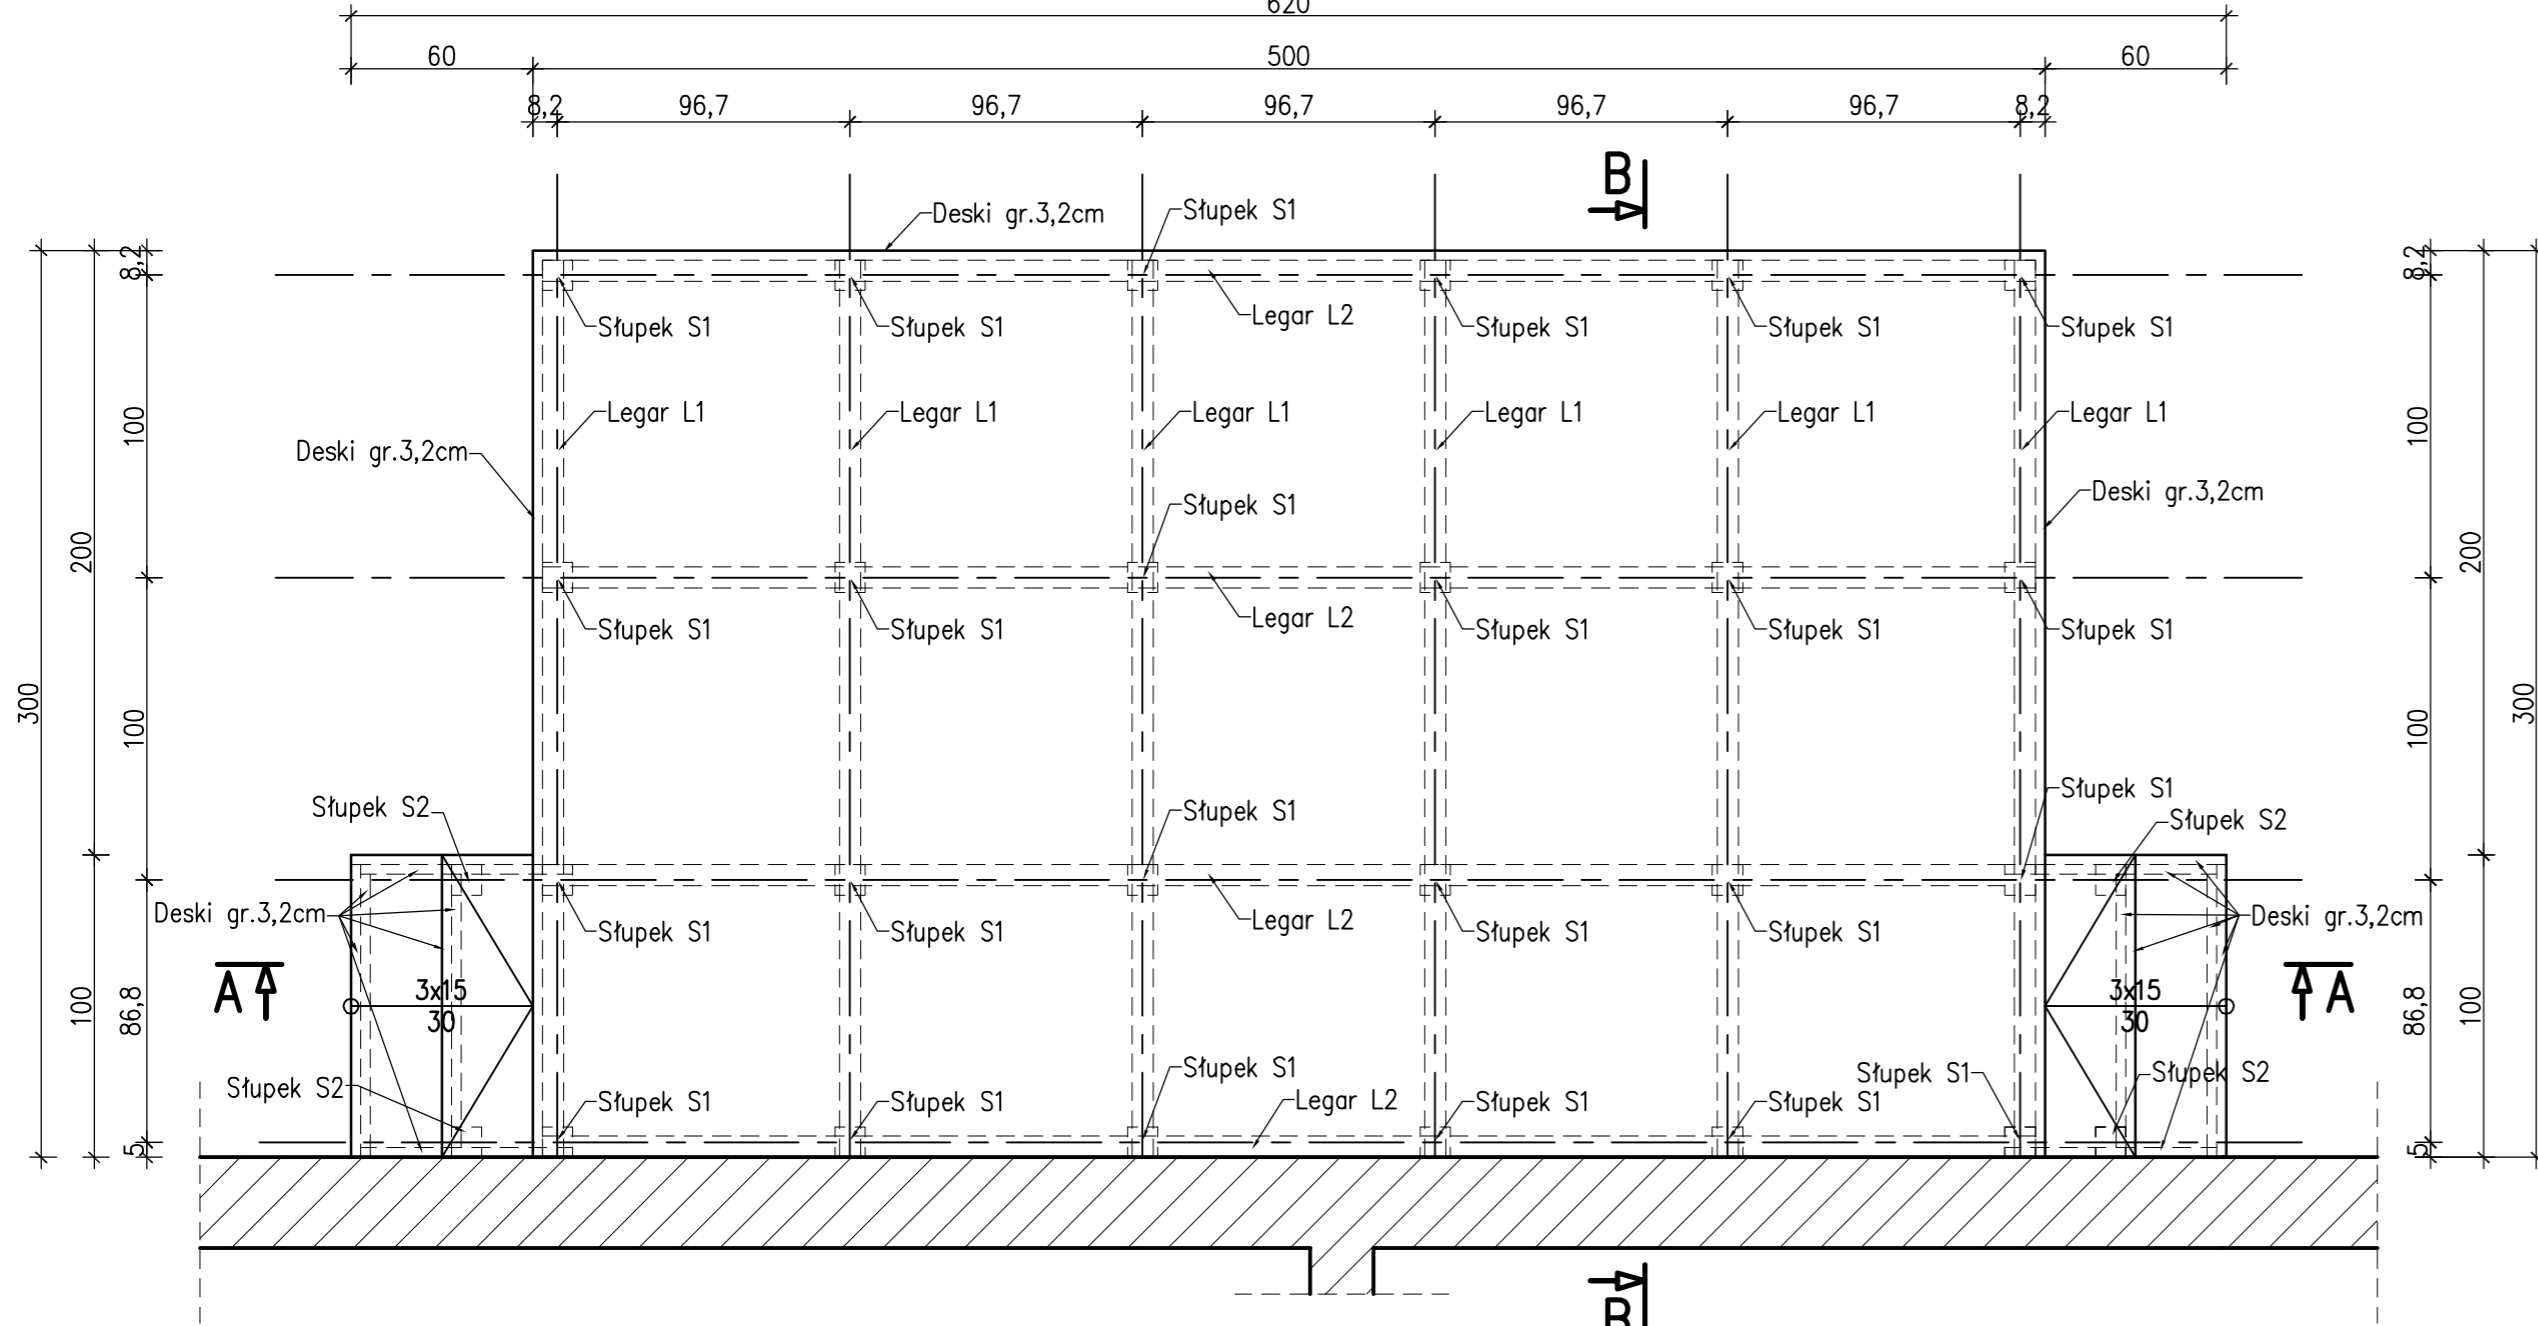 620
60 500 60
8,2 96,7 96,7 96,7 96,7 96,7 8,2
B
Deski gr.3,2cm Słupek S1
8,2 8,2
Słupek S1 Słupek S1 Legar L2 Słupek S1 Słupek S1 Słupek S1
100 Legar L1 Legar L1 Legar L1 Legar L1 Legar L1 Legar L1 100
Deski gr.3,2cm Słupek S1 Deski gr.3,2cm
200 200
Słupek S1 Słupek S1 Legar L2 Słupek S1 Słupek S1 Słupek S1
300 100 100 300
Słupek S2 Słupek S1 Słupek S1 Słupek S2
Deski gr.3,2cm Słupek S1 Słupek S1 Legar L2 Słupek S1 Słupek S1 Deski gr.3,2cm
A 3x15 3x15 A
100 86,8 30 30 86,8 100
Słupek S2 Słupek S1 Słupek S1 Słupek S2
Słupek S1 Słupek S1 Legar L2 Słupek S1 Słupek S1
5 5
B